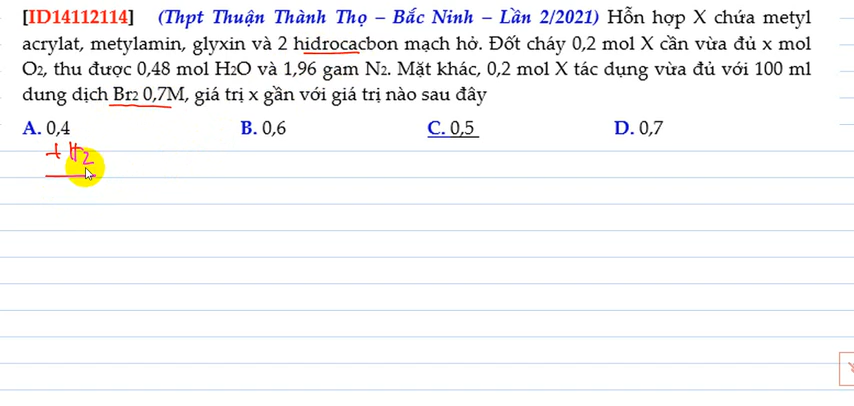 [ID14112114] (Thpt Thuận Thành Thọ – Bắc Ninh – Lần 2/2021) Hỗn hợp X chứa metyl
acrylat, metylamin, glyxin và 2 hidrocacbon mạch hở. Đốt cháy 0,2 mol X cần vừa đủ x mol
O2, thu được 0,48 mol H2O và 1,96 gam N2. Mặt khác, 0,2 mol X tác dụng vừa đủ với 100 ml
dung dịch Br2 0,7M, giá trị x gần với giá trị nào sau đây
A. 0,4 B. 0,6 C. 0,5 D. 0,7
+ H2